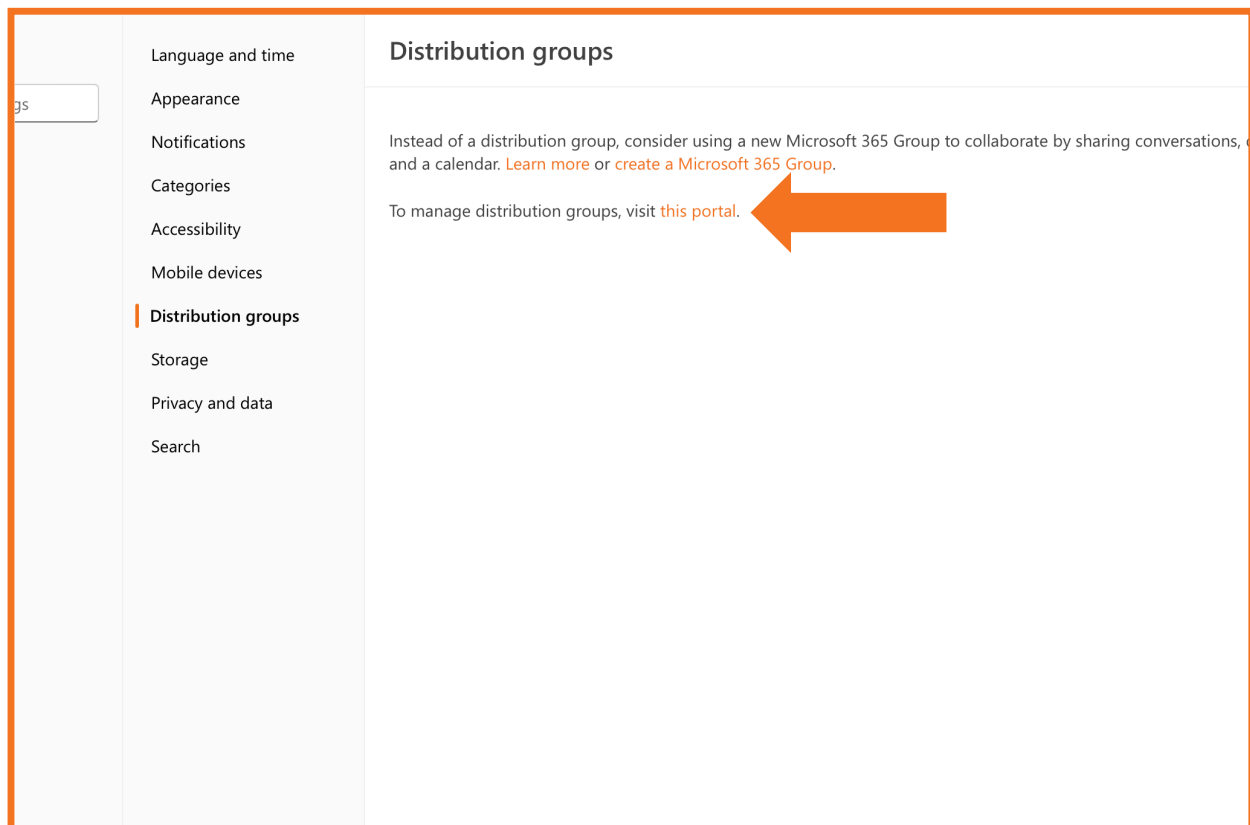 gs
Language and time
Appearance
Notifications
Categories
Accessibility
Mobile devices
Distribution groups
Storage
Privacy and data
Search
Distribution groups
Instead of a distribution group, consider using a new Microsoft 365 Group to collaborate by sharing conversations,
and a calendar. Learn more or create a Microsoft 365 Group.
To manage distribution groups, visit this portal.